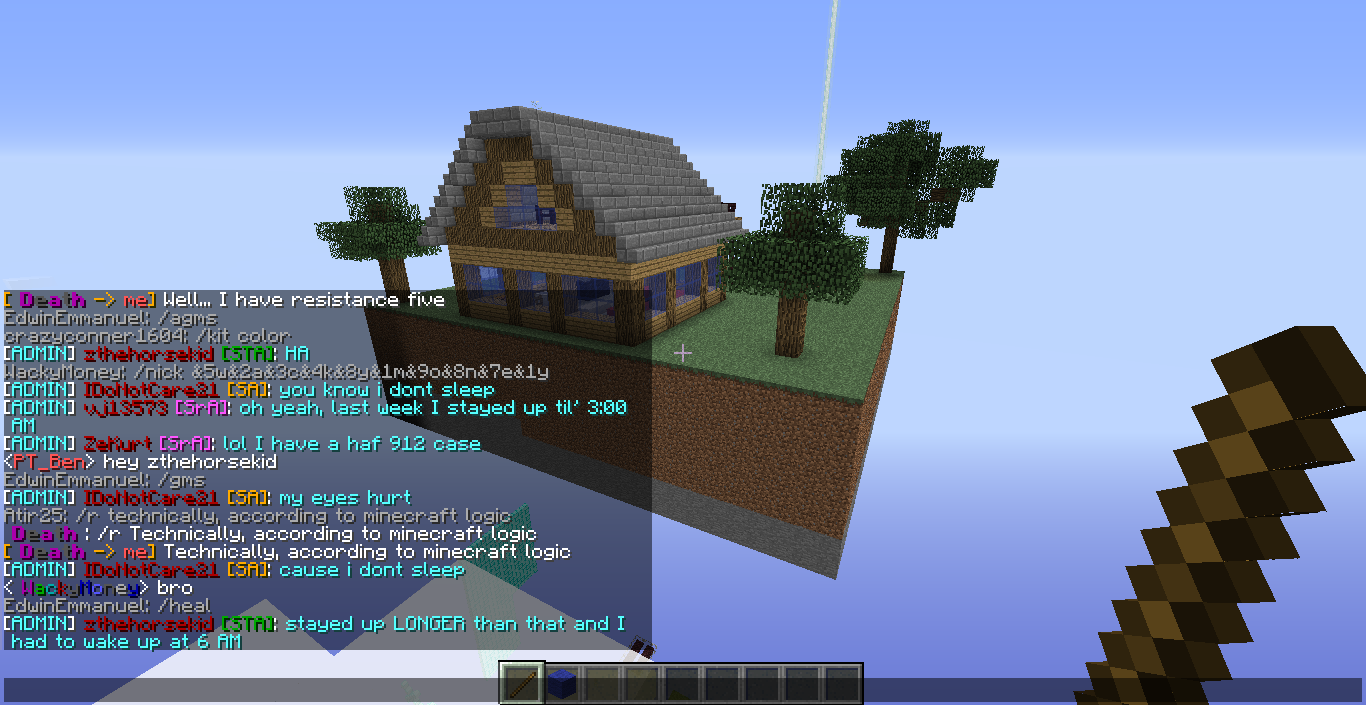 [ Death -> me] Well... I have resistance five
EdwinEmmanuel: /agms
crazyconner1604: /kit color
[ADMIN] zthehorsekid [STA]: HA
WackyMoney: /nick &5w&2a&3c&4k&8y&1m&9o&8n&7e&1y
[ADMIN] IDoNotCare21 [SA]: you know i dont sleep
[ADMIN] vvj13573 [SrA]: oh yeah, last week I stayed up til' 3:00
AM
[ADMIN] ZeKurt [SrA]: lol I have a haf 912 case
<PT_Ben> hey zthehorsekid
EdwinEmmanuel: /gms
[ADMIN] IDoNotCare21 [SA]: my eyes hurt
Atir25: /r technically, according to minecraft logic
Death : /r Technically, according to minecraft logic
[ Death -> me] Technically, according to minecraft logic
[ADMIN] IDoNotCare21 [SA]: cause i dont sleep
< WackyMoney> bro
EdwinEmmanuel: /heal
[ADMIN] zthehorsekid [STA]: stayed up LONGER than that and I
had to wake up at 6 AM